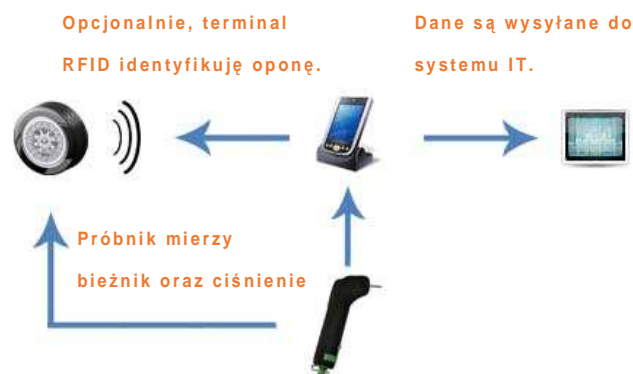 Opcjonalnie, terminal
RFID identyfikuję oponę.
Dane są wysyłane do
systemu IT.
Próbnik mierzy
bieżnik oraz ciśnienie